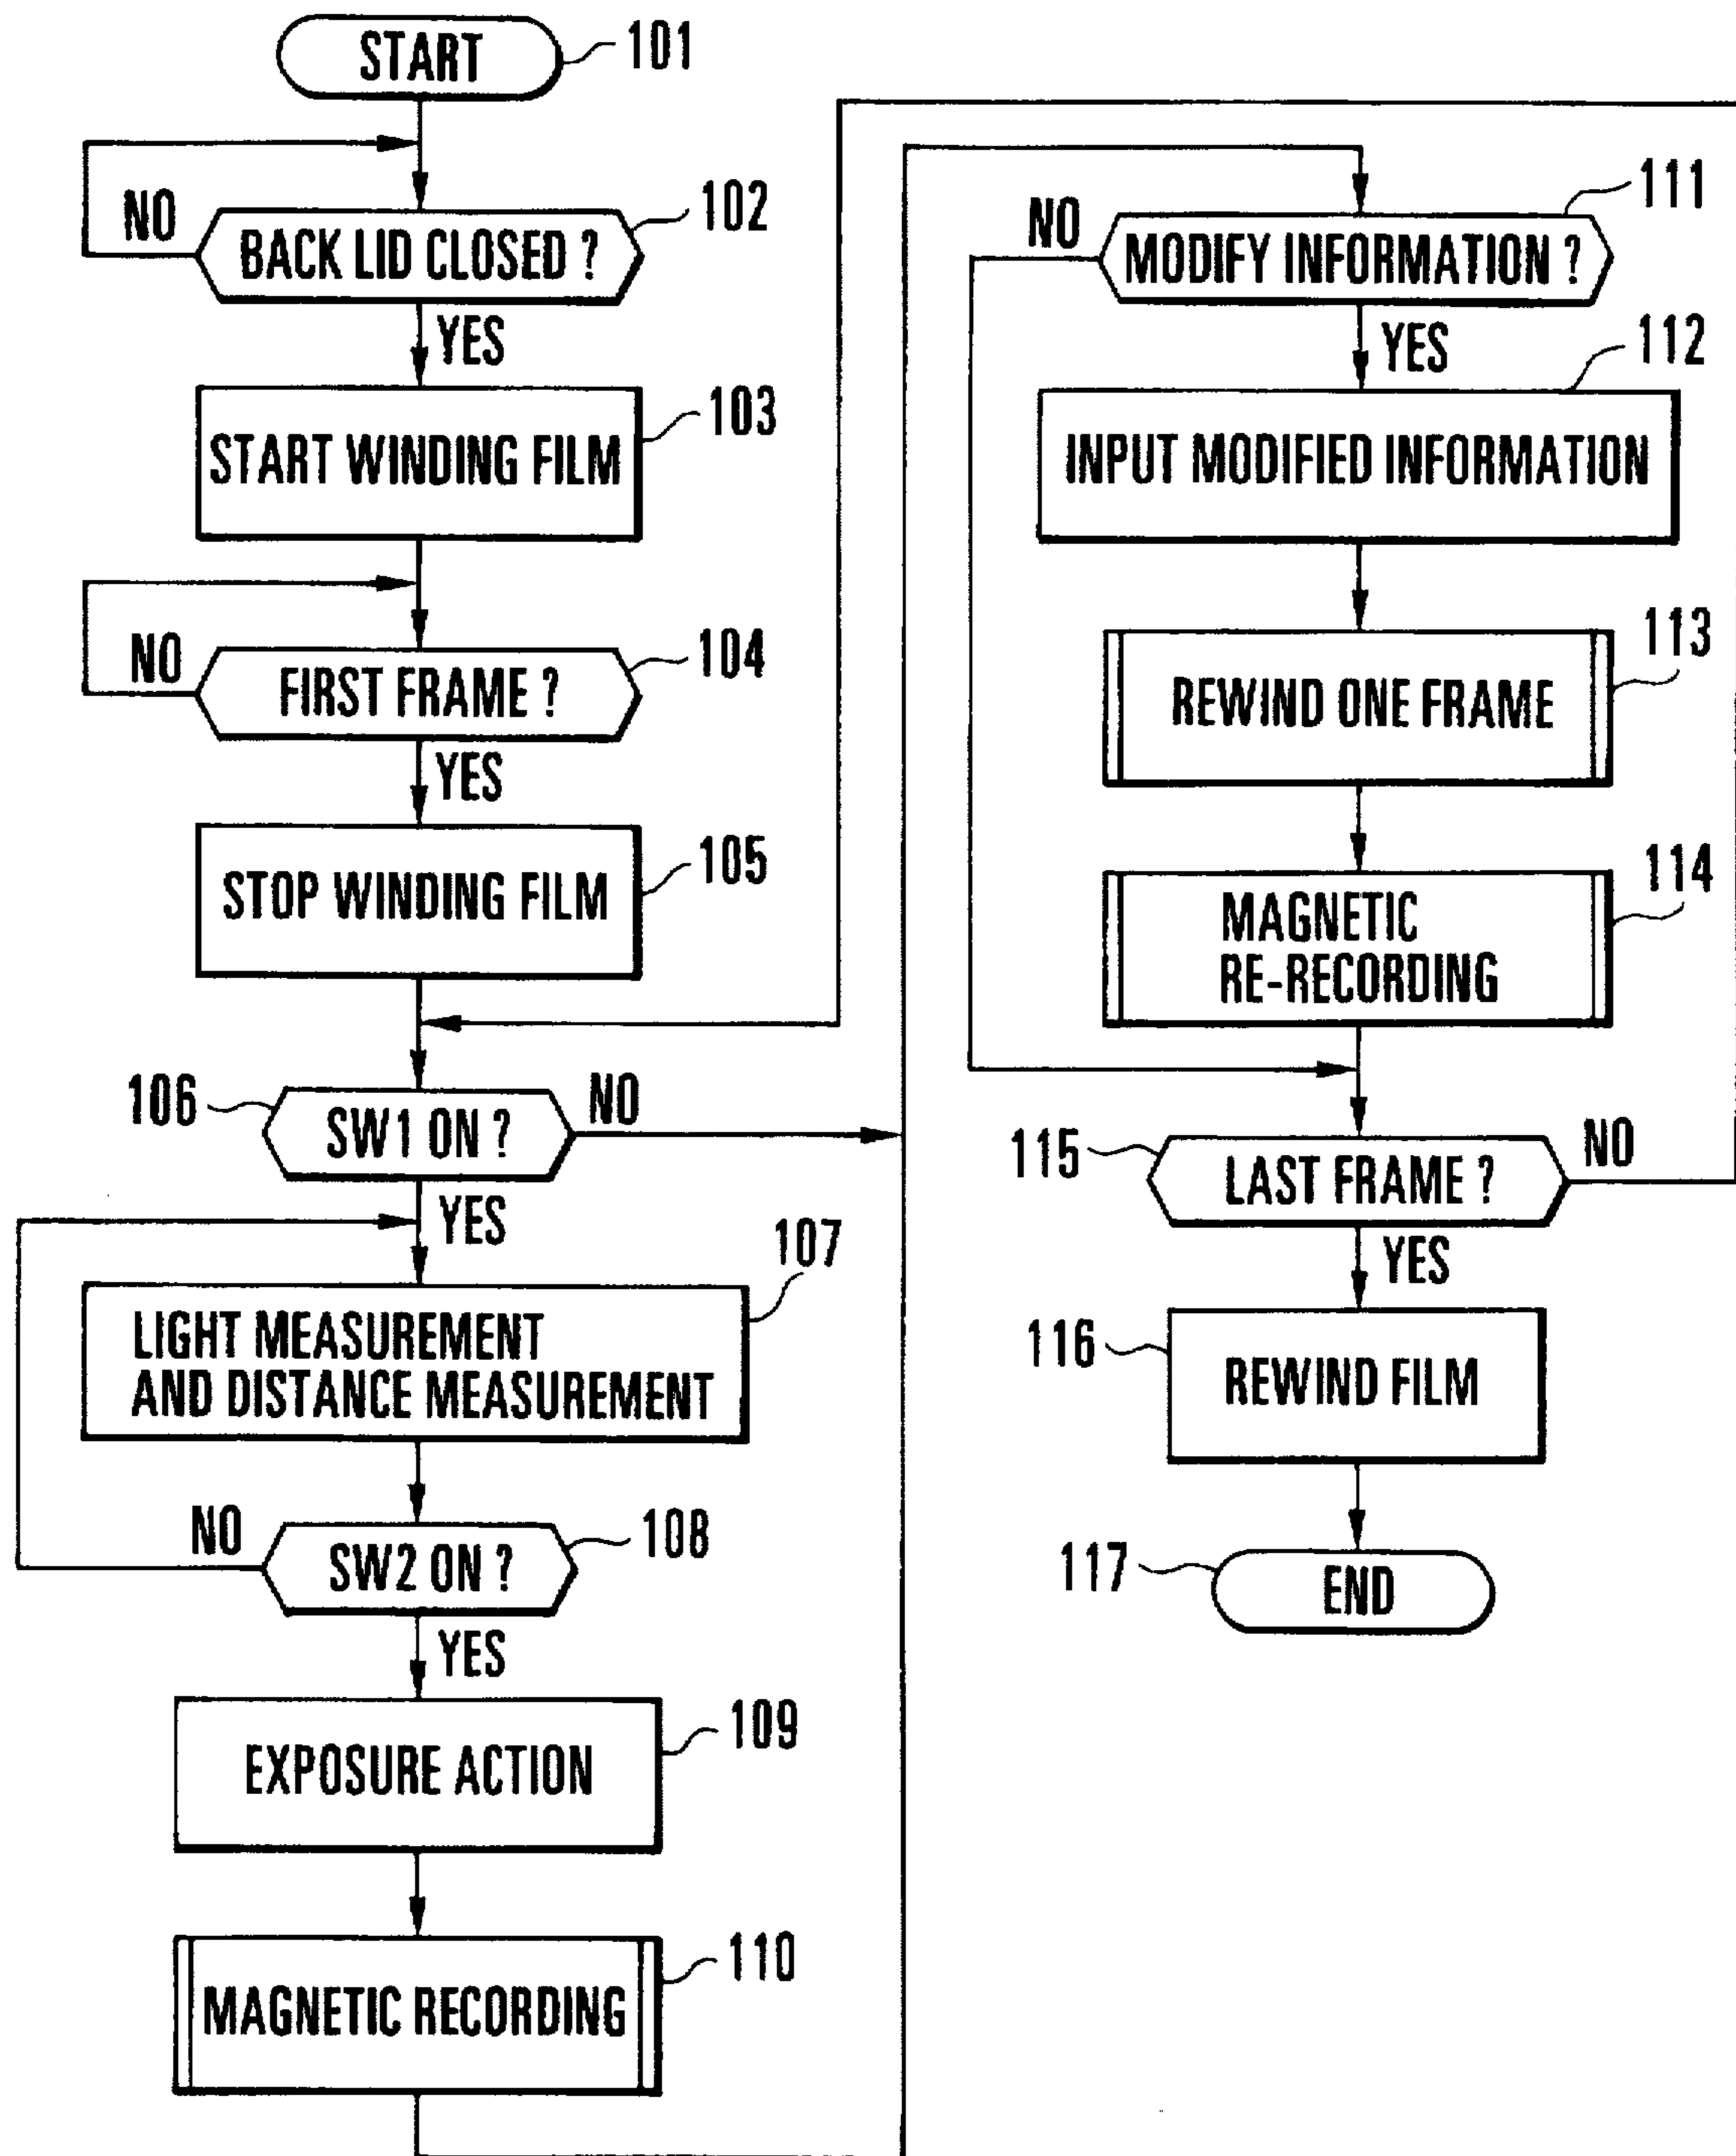 START
101
NO
BACK LID CLOSED ?
102
YES
START WINDING FILM
103
NO
FIRST FRAME ?
104
YES
STOP WINDING FILM
105
106
SW1 ON ?
NO
YES
107
LIGHT MEASUREMENT
AND DISTANCE MEASUREMENT
NO
SW2 ON ?
108
YES
EXPOSURE ACTION
109
MAGNETIC RECORDING
110
NO
MODIFY INFORMATION ?
111
YES
112
INPUT MODIFIED INFORMATION
REWIND ONE FRAME
113
MAGNETIC
RE-RECORDING
114
115
LAST FRAME ?
NO
YES
116
REWIND FILM
117
END